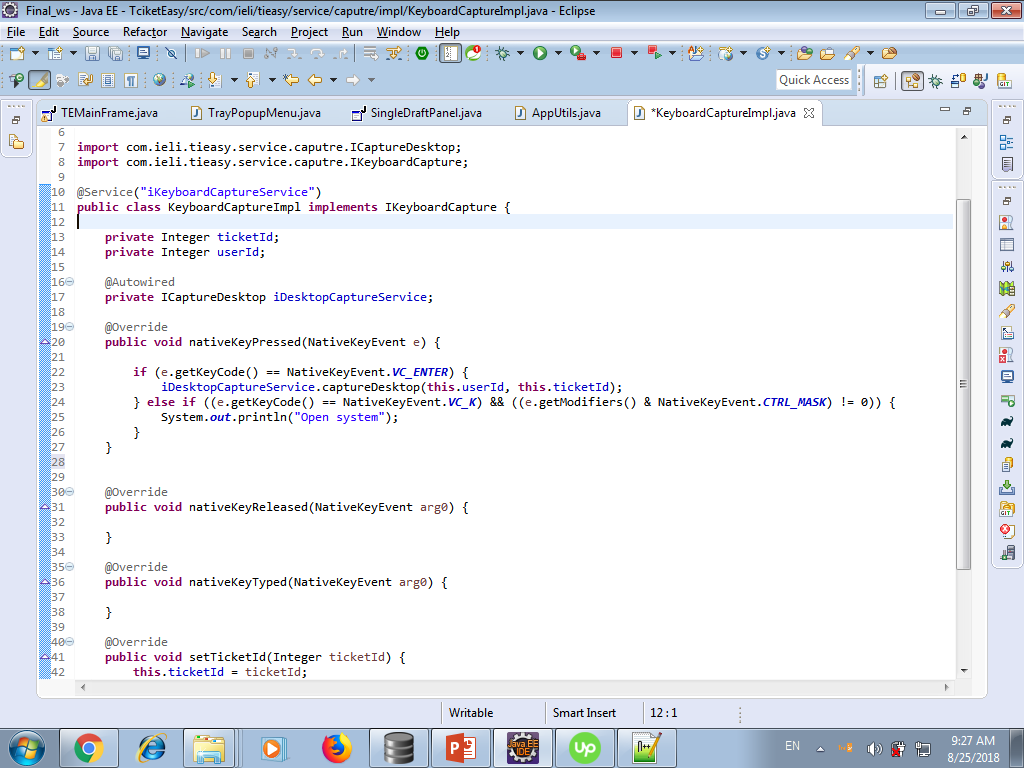 Final_ws - Java EE - TciketEasy/src/com/ieli/tieasy/service/caputre/impl/KeyboardCaptureImpl.java - Eclipse
File Edit Source Refactor Navigate Search Project Run Window Help
Quick Access
TEMainFrame.java TrayPopupMenu.java SingleDraftPanel.java AppUtils.java *KeyboardCaptureImpl.java
6
7 import com.ieli.tieasy.service.caputre.ICaptureDesktop;
8 import com.ieli.tieasy.service.caputre.IKeyboardCapture;
9
10 @Service("iKeyboardCaptureService")
11 public class KeyboardCaptureImpl implements IKeyboardCapture {
12
13 private Integer ticketId;
14 private Integer userId;
15
16 @Autowired
17 private ICaptureDesktop iDesktopCaptureService;
18
19 @Override
20 public void nativeKeyPressed(NativeKeyEvent e) {
21
22 if (e.getKeyCode() == NativeKeyEvent.VC_ENTER) {
23 iDesktopCaptureService.captureDesktop(this.userId, this.ticketId);
24 } else if ((e.getKeyCode() == NativeKeyEvent.VC_K) && ((e.getModifiers() & NativeKeyEvent.CTRL_MASK) != 0)) {
25 System.out.println("Open system");
26 }
27 }
28
29
30 @Override
31 public void nativeKeyReleased(NativeKeyEvent arg0) {
32
33 }
34
35 @Override
36 public void nativeKeyTyped(NativeKeyEvent arg0) {
37
38 }
39
40 @Override
41 public void setTicketId(Integer ticketId) {
42 this.ticketId = ticketId;
Writable Smart Insert 12 : 1
Java EE
IDE
up
n++
EN
9:27 AM
8/25/2018